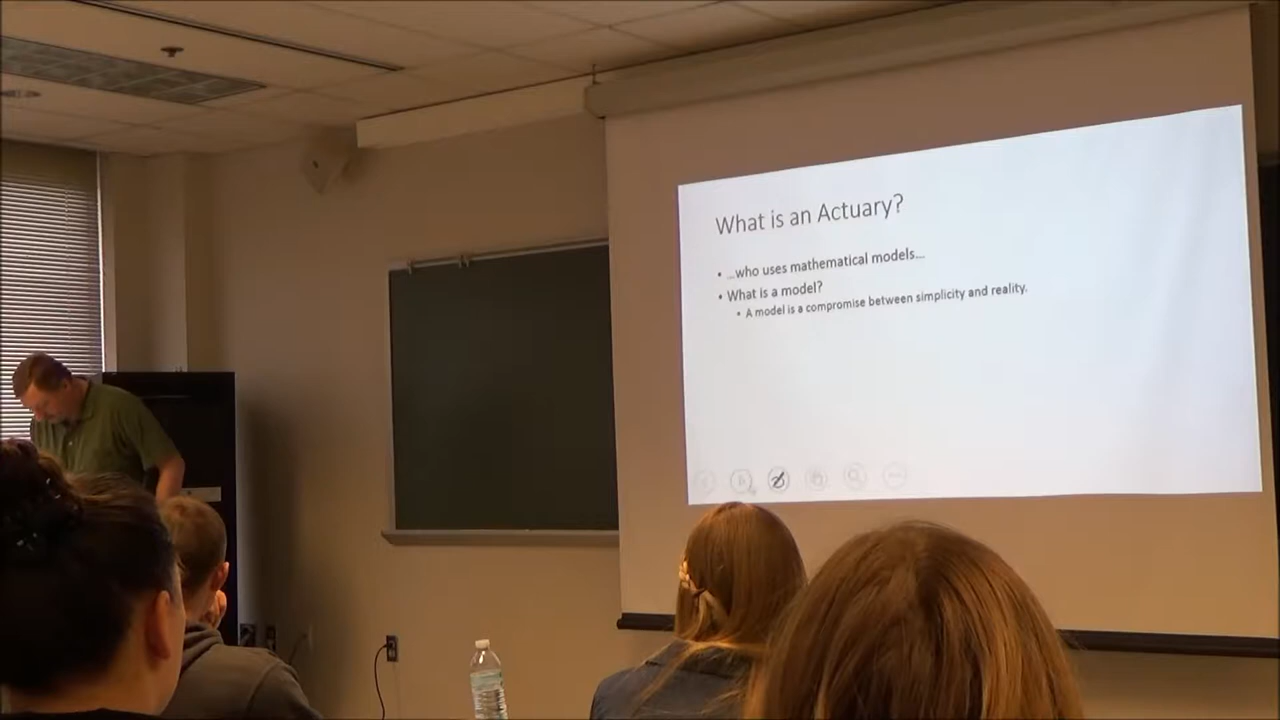 What is an Actuary?
• …who uses mathematical models…
• What is a model?
• A model is a compromise between simplicity and reality.